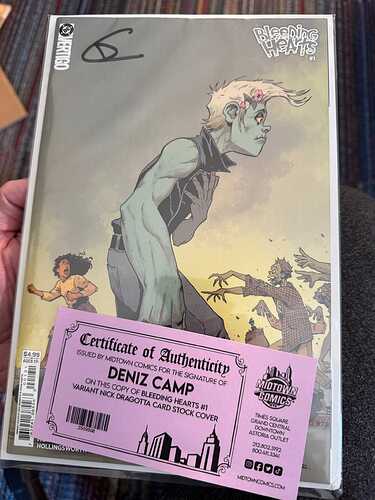 DC
VERTIGO
Bleeding
HEARTS
#1
$4.99
Certificate of Authenticity
ISSUED BY MIDTOWN COMICS FOR THE SIGNATURE OF
DENIZ CAMP
ON THIS COPY OF BLEEDING HEARTS #1
VARIANT NICK DRAGOTTA CARD STOCK COVER
MIDTOWN
COMICS
TIMES SQUARE
GRAND CENTRAL
DOWNTOWN
ASTORIA OUTLET
MIDTOWNCOMICS.COM